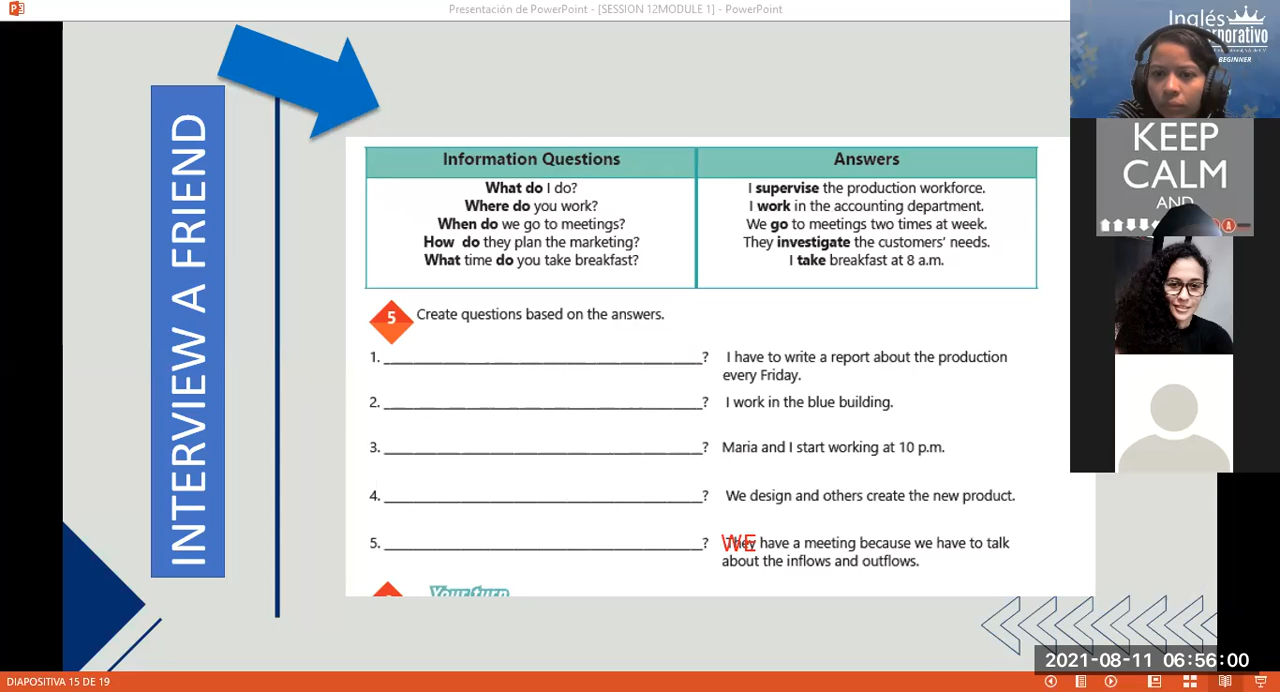 Presentación de PowerPoint - [SESSION 12MODULE 1] - PowerPoint
Inglés
BEGINNER
KEEP
CALM
AND
A
INTERVIEW A FRIEND
Information Questions
Answers
What do I do?
I supervise the production workforce.
Where do you work?
I work in the accounting department.
When do we go to meetings?
We go to meetings two times at week.
How do they plan the marketing?
They investigate the customers' needs.
What time do you take breakfast?
I take breakfast at 8 a.m.
5
Create questions based on the answers.
1. ______________________________________? I have to write a report about the production
every Friday.
2. ______________________________________? I work in the blue building.
3. ______________________________________? Maria and I start working at 10 p.m.
4. ______________________________________? We design and others create the new product.
5. ______________________________________? They have a meeting because we have to talk
WE
about the inflows and outflows.
Your turn
2021-08-11 06:56:00
DIAPOSITIVA 15 DE 19